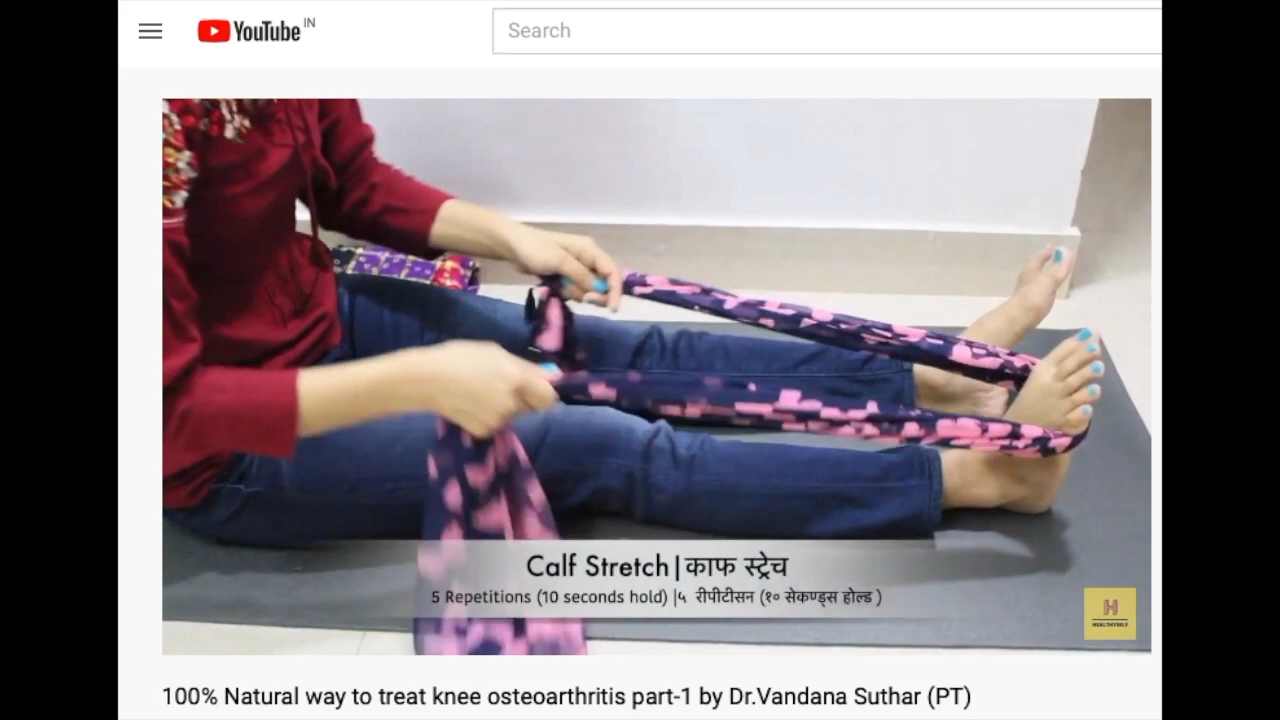 YouTube IN
Search
Calf Stretch|काफ स्ट्रेच
5 Repetitions (10 seconds hold) |५ रीपीटीसन (१० सेकण्ड्स होल्ड )
H
HEALTHYSELF
100% Natural way to treat knee osteoarthritis part-1 by Dr.Vandana Suthar (PT)